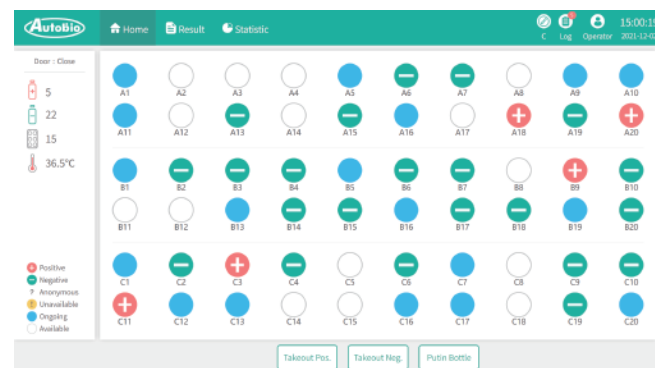 AutoBio
Home Result Statistic
C Log Operator
15:00:19
2021-12-02
Door : Close
5
22
15
36.5°C
A1 A2 A3 A4 A5 A6 A7 A8 A9 A10
A11 A12 A13 A14 A15 A16 A17 A18 A19 A20
B1 B2 B3 B4 B5 B6 B7 B8 B9 B10
B11 B12 B13 B14 B15 B16 B17 B18 B19 B20
C1 C2 C3 C4 C5 C6 C7 C8 C9 C10
C11 C12 C13 C14 C15 C16 C17 C18 C19 C20
Positive
Negative
? Anonymous
Unavailable
Ongoing
Available
Takeout Pos. Takeout Neg. Putin Bottle